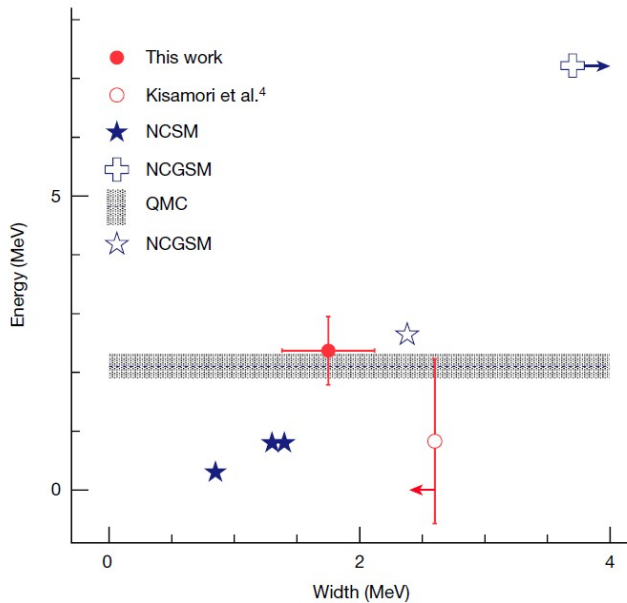 This work
Kisamori et al.4
NCSM
NCGSM
QMC
NCGSM
5
0
Energy (MeV)
0
2
4
Width (MeV)